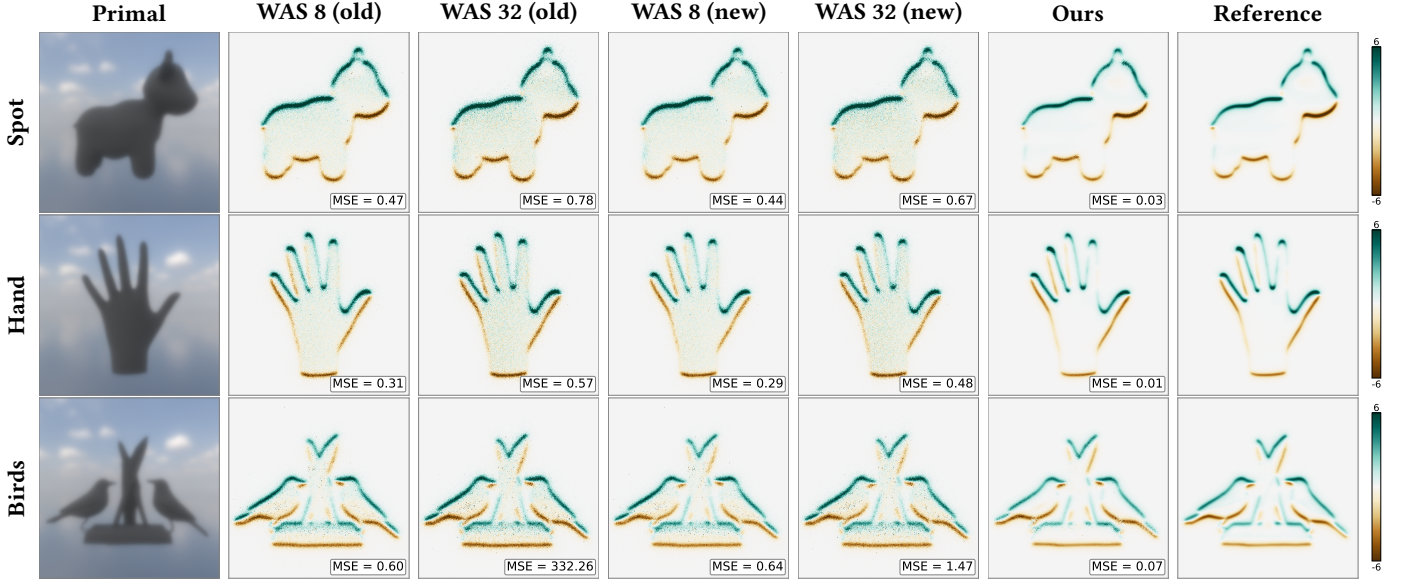 Primal WAS 8 (old) WAS 32 (old) WAS 8 (new) WAS 32 (new) Ours Reference
Spot
MSE = 0.47 MSE = 0.78 MSE = 0.44 MSE = 0.67 MSE = 0.03
6
-6
Hand
MSE = 0.31 MSE = 0.57 MSE = 0.29 MSE = 0.48 MSE = 0.01
6
-6
Birds
MSE = 0.60 MSE = 332.26 MSE = 0.64 MSE = 1.47 MSE = 0.07
6
-6